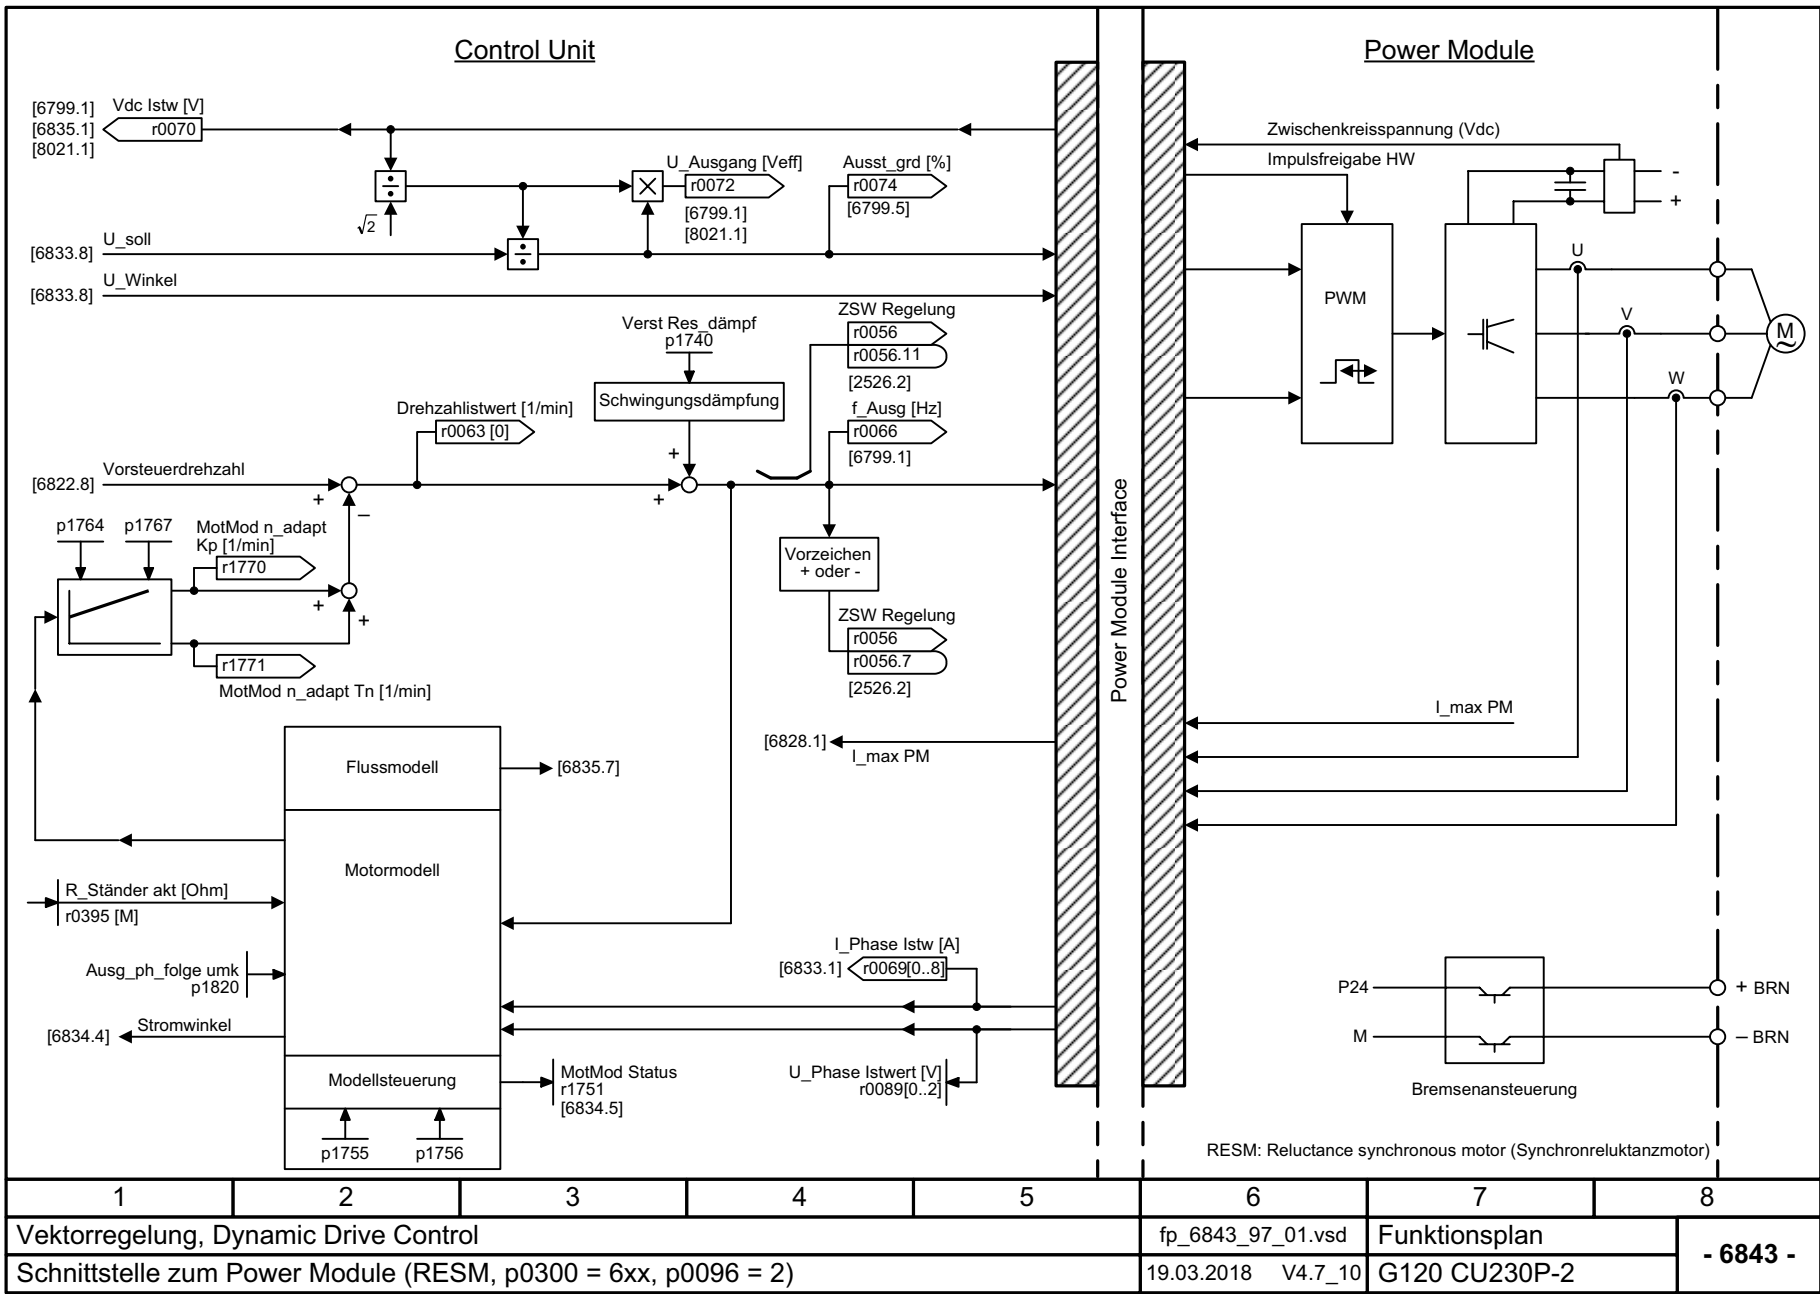 Control Unit
Power Module
[6799.1]
[6835.1]
[8021.1]
Vdc Istw [V]
r0070
÷
√2
U_Ausgang [Veff]
r0072
[6799.1]
[8021.1]
Ausst_grd [%]
r0074
[6799.5]
U_soll
[6833.8]
÷
U_Winkel
[6833.8]
Zwischenkreisspannung (Vdc)
Impulsfreigabe HW
-
+
PWM
U
V
W
M
~
ZSW Regelung
r0056
r0056.11
[2526.2]
Verst Res_dämpf
p1740
Schwingungsdämpfung
+
f_Ausg [Hz]
r0066
[6799.1]
Drehzahlistwert [1/min]
r0063 [0]
Vorsteuerdrehzahl
[6822.8]
+
–
+
p1764
p1767
MotMod n_adapt
Kp [1/min]
r1770
+
+
r1771
MotMod n_adapt Tn [1/min]
Vorzeichen
+ oder -
ZSW Regelung
r0056
r0056.7
[2526.2]
Power Module Interface
I_max PM
[6828.1]
I_max PM
Flussmodell
[6835.7]
Motormodell
R_Ständer akt [Ohm]
r0395 [M]
Ausg_ph_folge umk
p1820
[6834.4]
Stromwinkel
I_Phase Istw [A]
[6833.1]
r0069[0..8]
U_Phase Istwert [V]
r0089[0..2]
Modellsteuerung
MotMod Status
r1751
[6834.5]
p1755
p1756
P24
+ BRN
M
– BRN
Bremsenansteuerung
RESM: Reluctance synchronous motor (Synchronreluktanzmotor)
1 2 3 4 5 6 7 8
Vektorregelung, Dynamic Drive Control
fp_6843_97_01.vsd
Funktionsplan
- 6843 -
Schnittstelle zum Power Module (RESM, p0300 = 6xx, p0096 = 2)
19.03.2018 V4.7_10
G120 CU230P-2